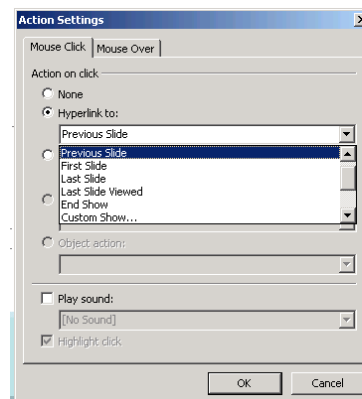 Action Settings
Mouse Click
Mouse Over
Action on click
None
Hyperlink to:
Previous Slide
Previous Slide
First Slide
Last Slide
Last Slide Viewed
End Show
Custom Show...
Object action:
Play sound:
[No Sound]
Highlight click
OK
Cancel